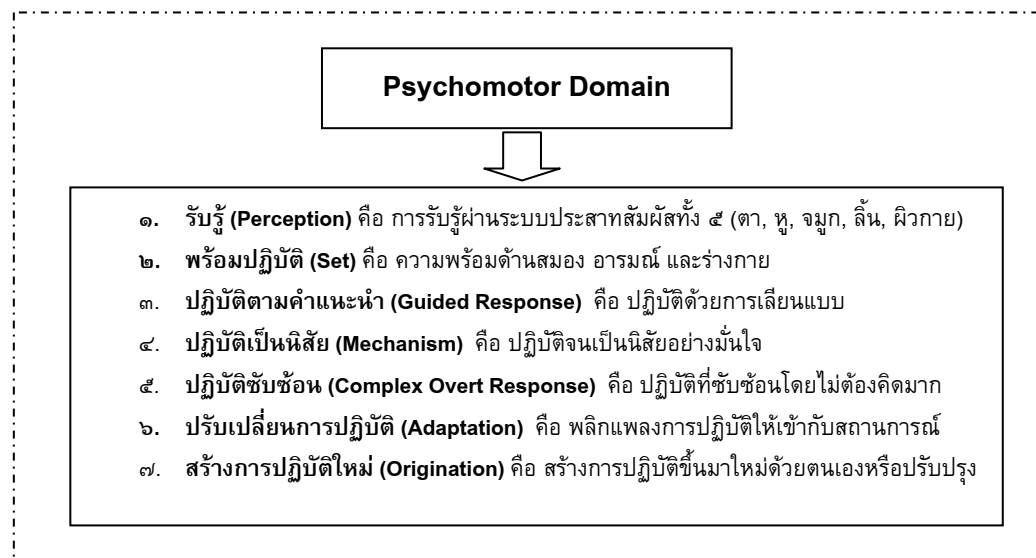 Psychomotor Domain
๑. รับรู้ (Perception) คือ การรับรู้ผ่านระบบประสาทสัมผัสทั้ง ๕ (ตา, หู, จมูก, ลิ้น, ผิวกาย)
๒. พร้อมปฏิบัติ (Set) คือ ความพร้อมด้านสมอง อารมณ์ และร่างกาย
๓. ปฏิบัติตามคำแนะนำ (Guided Response) คือ ปฏิบัติด้วยการเลียนแบบ
๔. ปฏิบัติเป็นนิสัย (Mechanism) คือ ปฏิบัติจนเป็นนิสัยอย่างมั่นใจ
๕. ปฏิบัติซับซ้อน (Complex Overt Response) คือ ปฏิบัติที่ซับซ้อนโดยไม่ต้องคิดมาก
๖. ปรับเปลี่ยนการปฏิบัติ (Adaptation) คือ พลิกแพลงการปฏิบัติให้เข้ากับสถานการณ์
๗. สร้างการปฏิบัติใหม่ (Origination) คือ สร้างการปฏิบัติขึ้นมาใหม่ด้วยตนเองหรือปรับปรุง